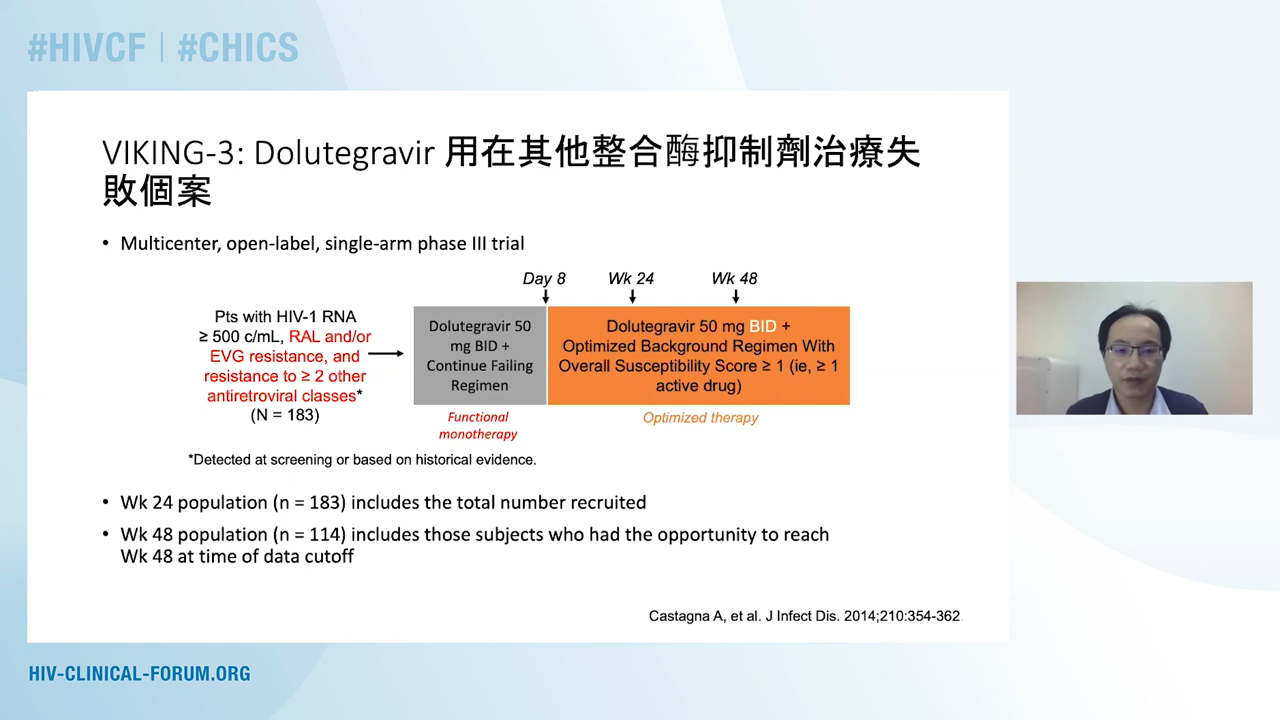 #HIVCF | #CHICS
VIKING-3: Dolutegravir 用在其他整合酶抑制劑治療失
敗個案
• Multicenter, open-label, single-arm phase III trial
Day 8
Wk 24
Wk 48
Pts with HIV-1 RNA
≥ 500 c/mL, RAL and/or
EVG resistance, and
resistance to ≥ 2 other
antiretroviral classes*
(N = 183)
Dolutegravir 50
mg BID +
Continue Failing
Regimen
Dolutegravir 50 mg BID +
Optimized Background Regimen With
Overall Susceptibility Score ≥ 1 (ie, ≥ 1
active drug)
Functional
monotherapy
Optimized therapy
*Detected at screening or based on historical evidence.
• Wk 24 population (n = 183) includes the total number recruited
• Wk 48 population (n = 114) includes those subjects who had the opportunity to reach
Wk 48 at time of data cutoff
Castagna A, et al. J Infect Dis. 2014;210:354-362.
HIV-CLINICAL-FORUM.ORG